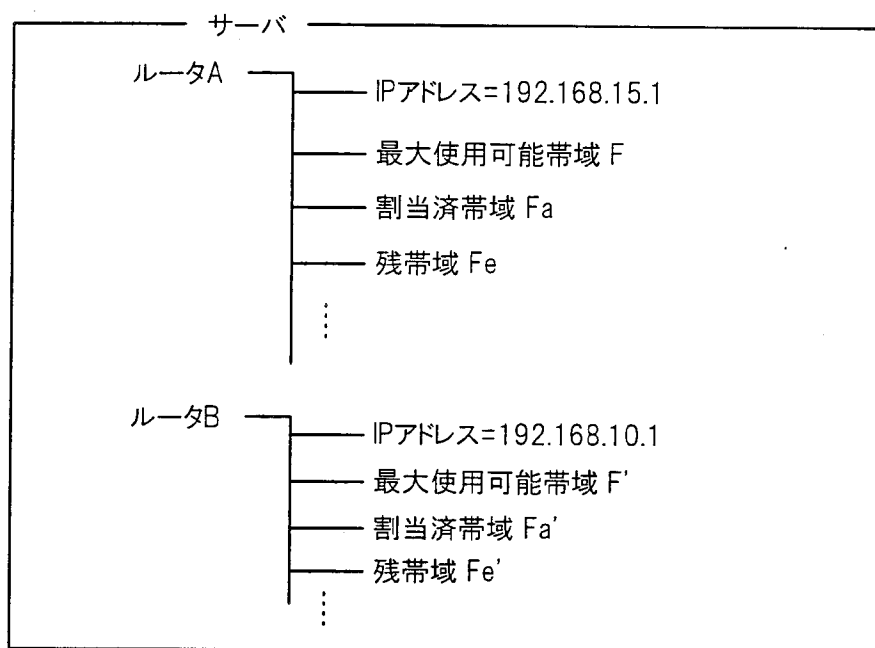 サーバ
ルータA
IPアドレス=192.168.15.1
最大使用可能帯域 F
割当済帯域 Fa
残帯域 Fe
ルータB
IPアドレス=192.168.10.1
最大使用可能帯域 F'
割当済帯域 Fa'
残帯域 Fe'